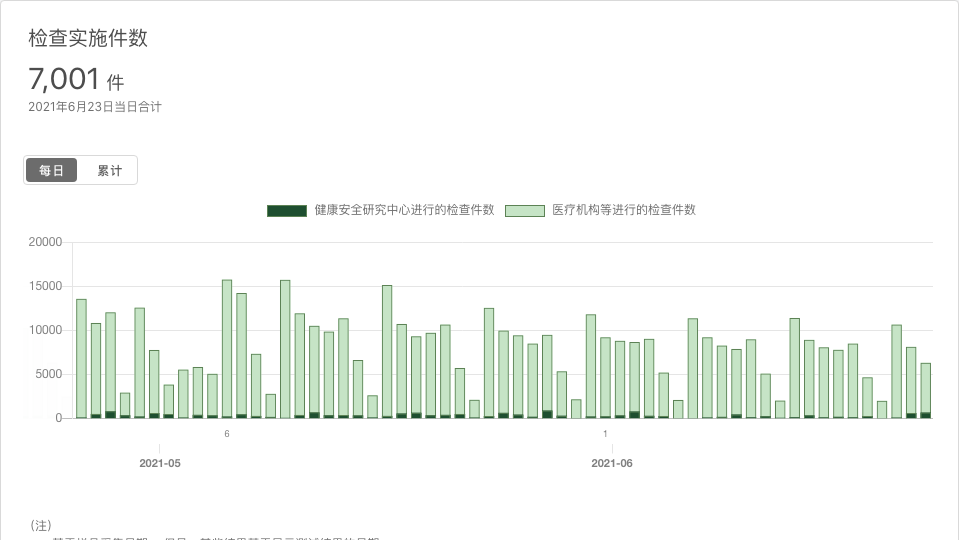 检查实施件数
7,001 件
2021年6月23日当日合计
每日 累计
健康安全研究中心进行的检查件数 医疗机构等进行的检查件数
20000
15000
10000
5000
0
6 1
2021-05 2021-06
(注)